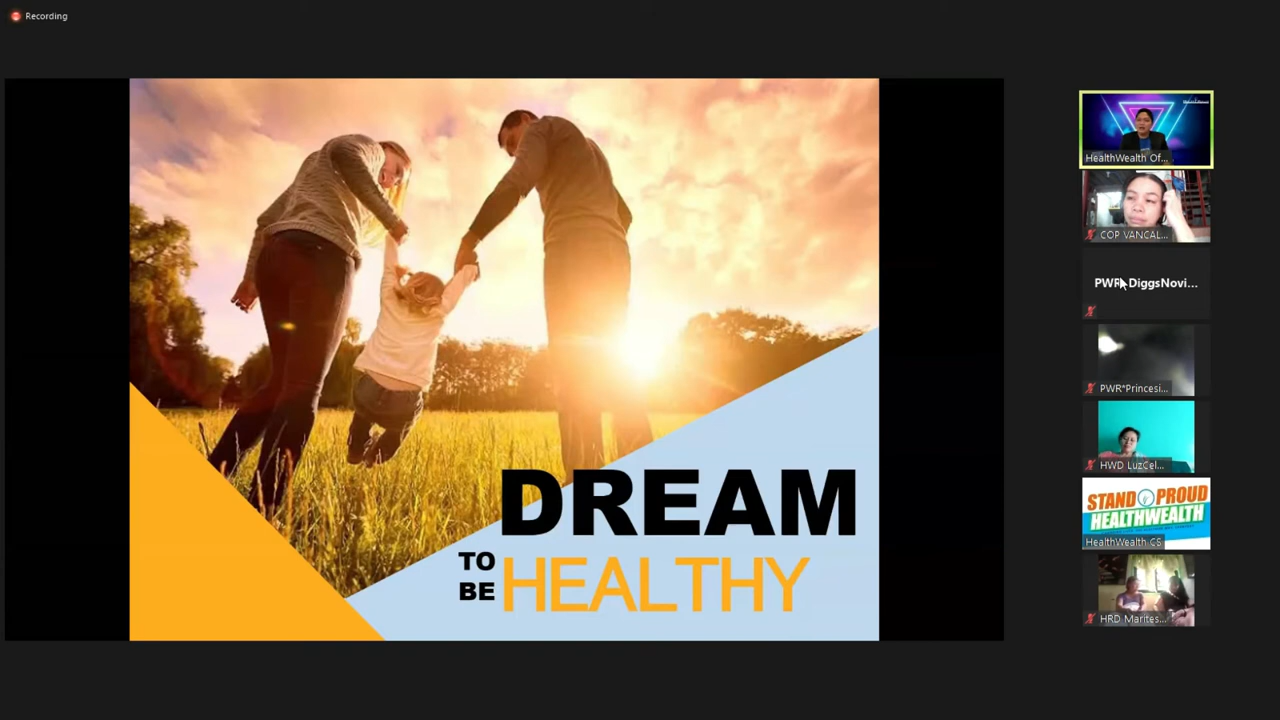 Recording
DREAM
TO
BE
HEALTHY
HealthWealth Of...
COP VANCAL...
PWR*DiggsNovi...
PWR*Princesi...
HWD LuzCel...
STAND PROUD
HEALTHWEALTH
HealthWealth CS
HRD Marites...